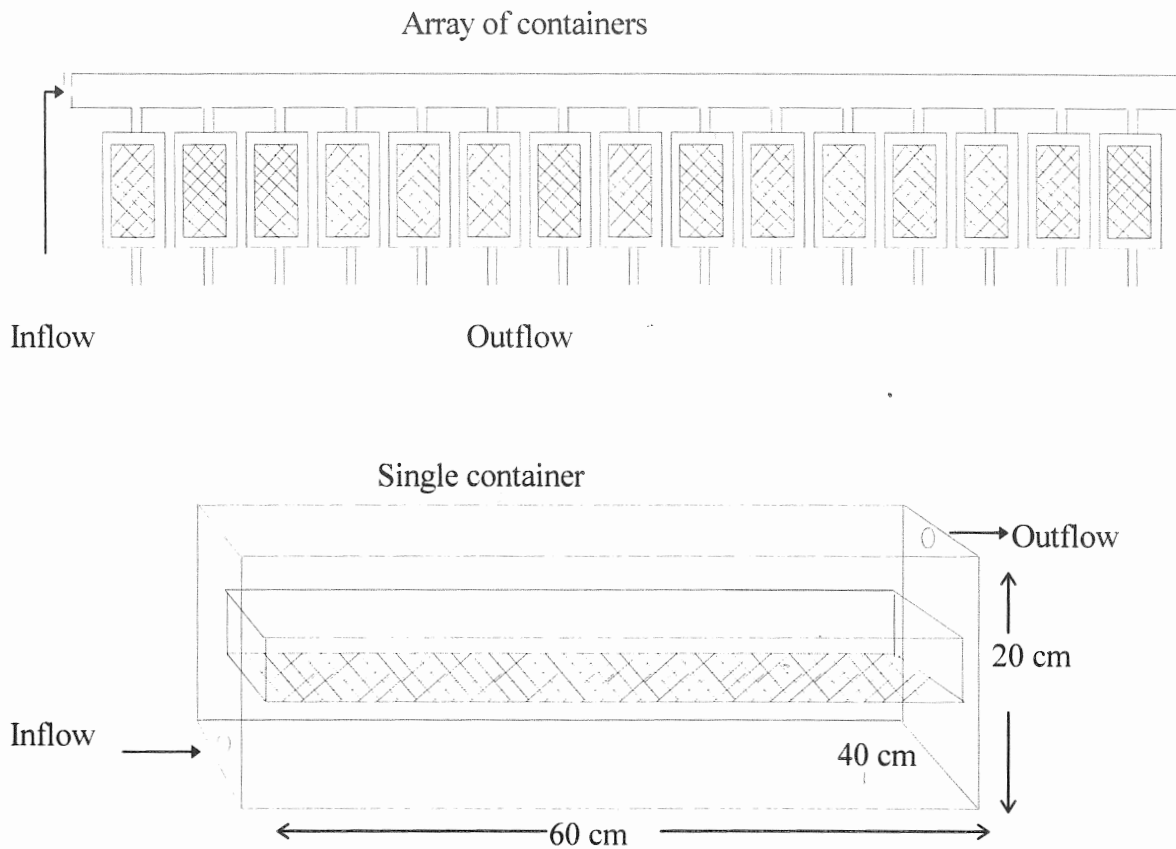 Array of containers
Inflow
Outflow
Single container
Outflow
20 cm
Inflow
40 cm
60 cm